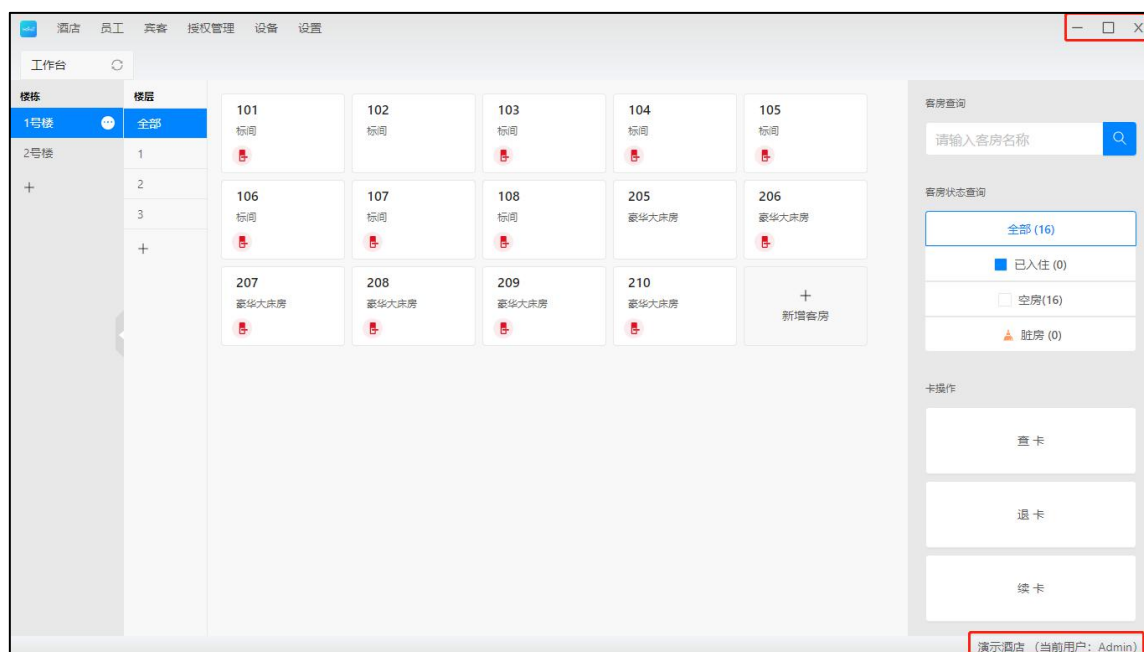 酒店 员工 宾客 授权管理 设备 设置
工作台
楼栋
1号楼
2号楼
+
楼层
全部
1
2
3
+
101
标间
102
标间
103
标间
104
标间
105
标间
106
标间
107
标间
108
标间
205
豪华大床房
206
豪华大床房
207
豪华大床房
208
豪华大床房
209
豪华大床房
210
豪华大床房
+
新增客房
客房查询
请输入客房名称
客房状态查询
全部 (16)
已入住 (0)
空房(16)
脏房 (0)
卡操作
查 卡
退 卡
续 卡
演示酒店 (当前用户: Admin)